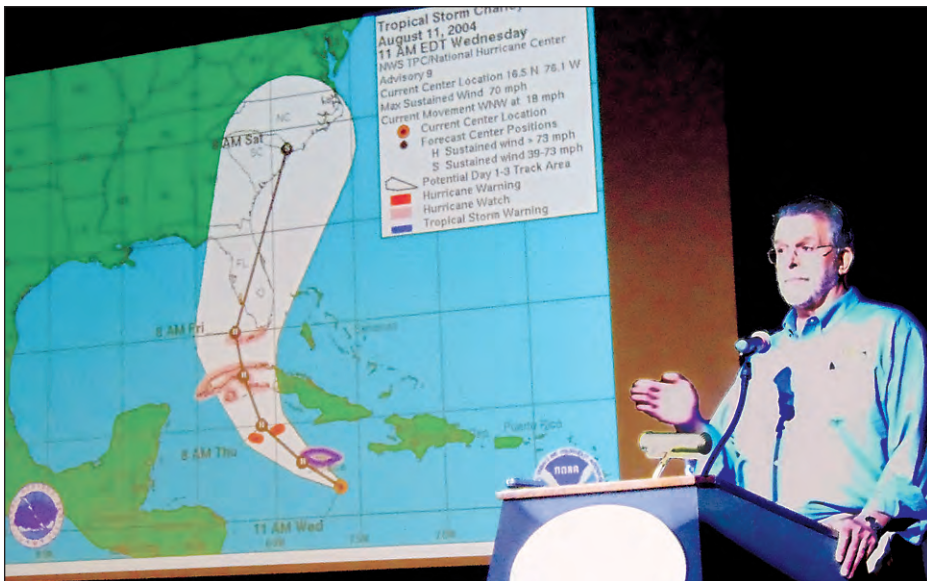 Tropical Storm Charley
August 11, 2004
11 AM EDT Wednesday
NWS TPC/National Hurricane Center
Advisory 9
Current Center Location 16.5 N 76.1 W
Max Sustained Wind 70 mph
Current Movement WNW at 18 mph
Current Center Location
Forecast Center Positions
H Sustained wind > 73 mph
S Sustained wind 39-73 mph
Potential Day 1-3 Track Area
Hurricane Warning
Hurricane Watch
Tropical Storm Warning
NC
8 AM Sat
SC
S
FL
8 AM Fri
H
Bahamas
H
H
8 AM Thu
H
Puerto Rico
11 AM Wed
NOAA